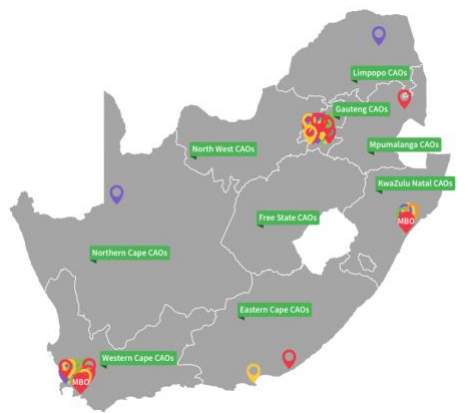 Limpopo CAOs
Gauteng CAOs
North West CAOs
Mpumalanga CAOs
KwaZulu Natal CAOs
Free State CAOs
MBO
Northern Cape CAOs
Eastern Cape CAOs
Western Cape CAOs
MBO